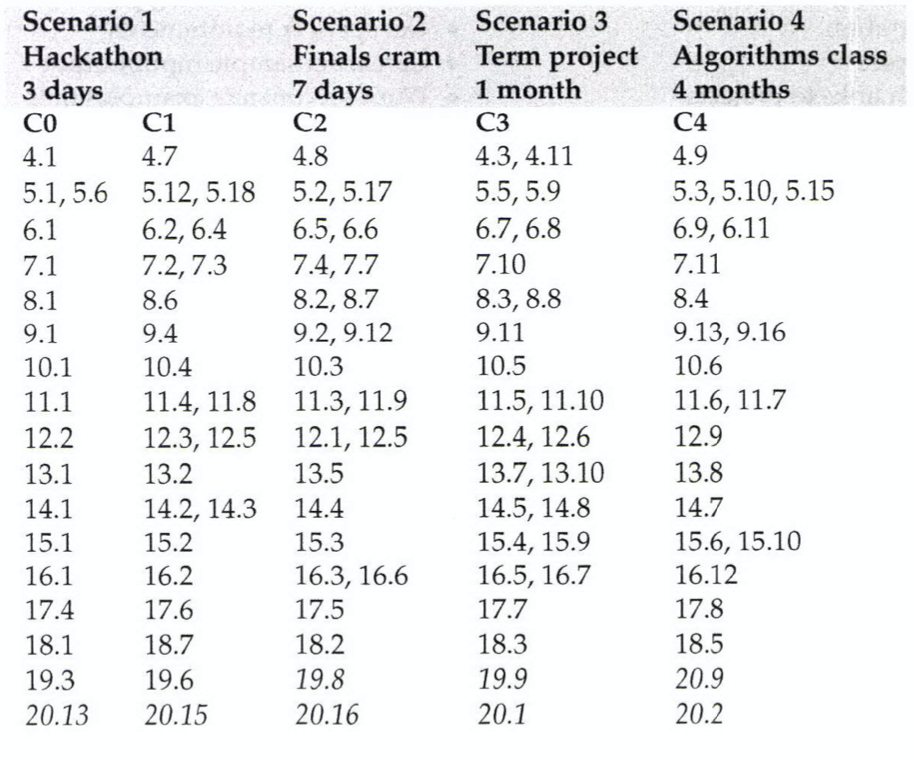 Scenario 1 Scenario 2 Scenario 3 Scenario 4
Hackathon Finals cram Term project Algorithms class
3 days 7 days 1 month 4 months
C0 C1 C2 C3 C4
4.1 4.7 4.8 4.3, 4.11 4.9
5.1, 5.6 5.12, 5.18 5.2, 5.17 5.5, 5.9 5.3, 5.10, 5.15
6.1 6.2, 6.4 6.5, 6.6 6.7, 6.8 6.9, 6.11
7.1 7.2, 7.3 7.4, 7.7 7.10 7.11
8.1 8.6 8.2, 8.7 8.3, 8.8 8.4
9.1 9.4 9.2, 9.12 9.11 9.13, 9.16
10.1 10.4 10.3 10.5 10.6
11.1 11.4, 11.8 11.3, 11.9 11.5, 11.10 11.6, 11.7
12.2 12.3, 12.5 12.1, 12.5 12.4, 12.6 12.9
13.1 13.2 13.5 13.7, 13.10 13.8
14.1 14.2, 14.3 14.4 14.5, 14.8 14.7
15.1 15.2 15.3 15.4, 15.9 15.6, 15.10
16.1 16.2 16.3, 16.6 16.5, 16.7 16.12
17.4 17.6 17.5 17.7 17.8
18.1 18.7 18.2 18.3 18.5
19.3 19.6 19.8 19.9 20.9
20.13 20.15 20.16 20.1 20.2